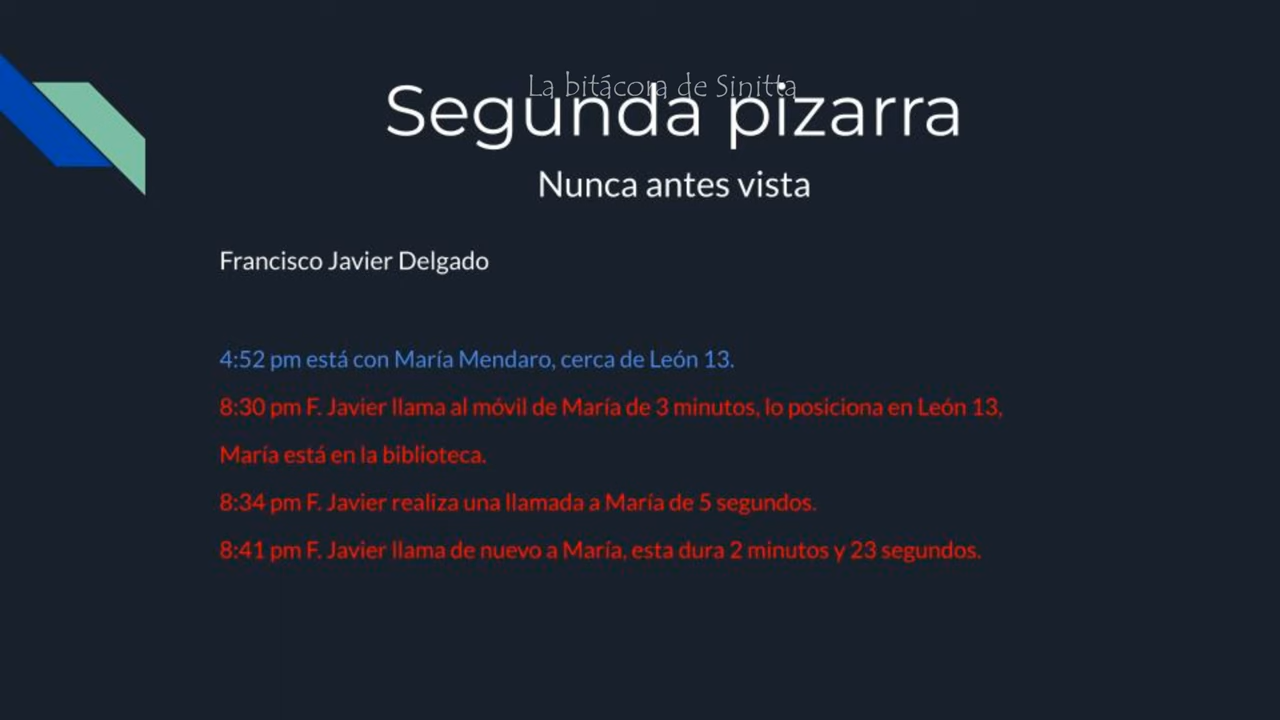 La bitácora de Sinitta
Segunda pizarra
Nunca antes vista
Francisco Javier Delgado
4:52 pm está con María Mendaro, cerca de León 13.
8:30 pm F. Javier llama al móvil de María de 3 minutos, lo posiciona en León 13,
María está en la biblioteca.
8:34 pm F. Javier realiza una llamada a María de 5 segundos.
8:41 pm F. Javier llama de nuevo a María, esta dura 2 minutos y 23 segundos.